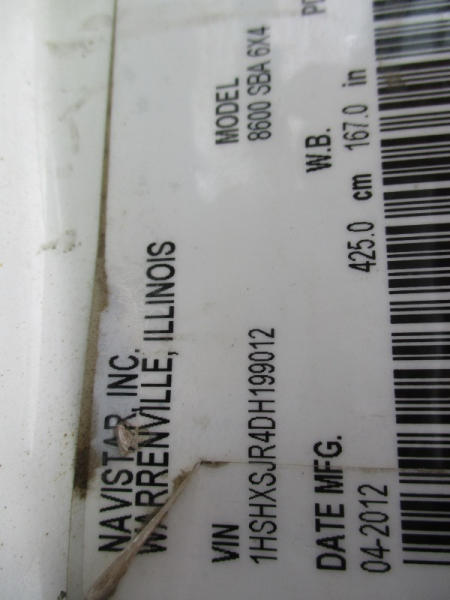 NAVISTAR, INC.
WARRENVILLE, ILLINOIS
VIN MODEL
1HSHXSJR4DH199012 8600 SBA 6X4
DATE MFG. W.B.
04-2012 425.0 cm 167.0 in